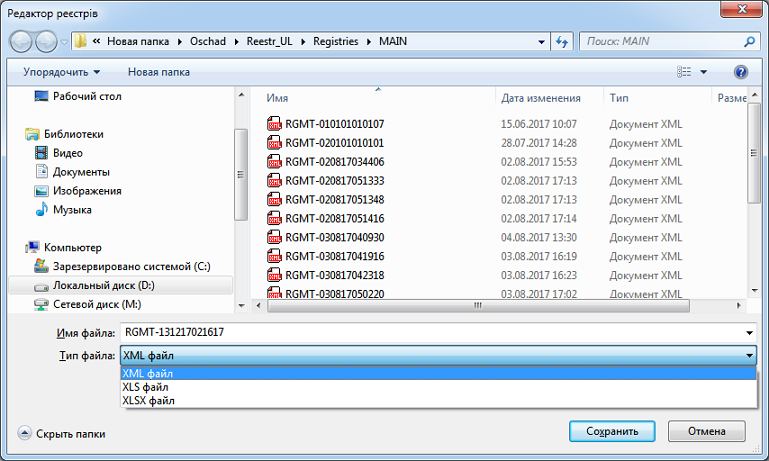 Редактор реєстрів
« Новая папка ▸ Oschad ▸ Reestr_UL ▸ Registries ▸ MAIN
Поиск: MAIN
Упорядочить
Новая папка
Рабочий стол
Библиотеки
Видео
Документы
Изображения
Музыка
Компьютер
Зарезервировано системой (C:)
Локальный диск (D:)
Сетевой диск (M:)
Имя Дата изменения Тип Разме
RGMT-010101010107 15.06.2017 10:07 Документ XML
RGMT-020101010101 28.07.2017 14:28 Документ XML
RGMT-020817034406 02.08.2017 15:53 Документ XML
RGMT-020817051333 02.08.2017 17:13 Документ XML
RGMT-020817051348 02.08.2017 17:13 Документ XML
RGMT-020817051416 02.08.2017 17:14 Документ XML
RGMT-030817040930 04.08.2017 13:30 Документ XML
RGMT-030817041916 03.08.2017 16:19 Документ XML
RGMT-030817042318 03.08.2017 16:23 Документ XML
RGMT-030817050220 03.08.2017 17:02 Документ XML
Имя файла: RGMT-131217021617
Тип файла: XML файл
XML файл
XLS файл
XLSX файл
Скрыть папки
Сохранить
Отмена